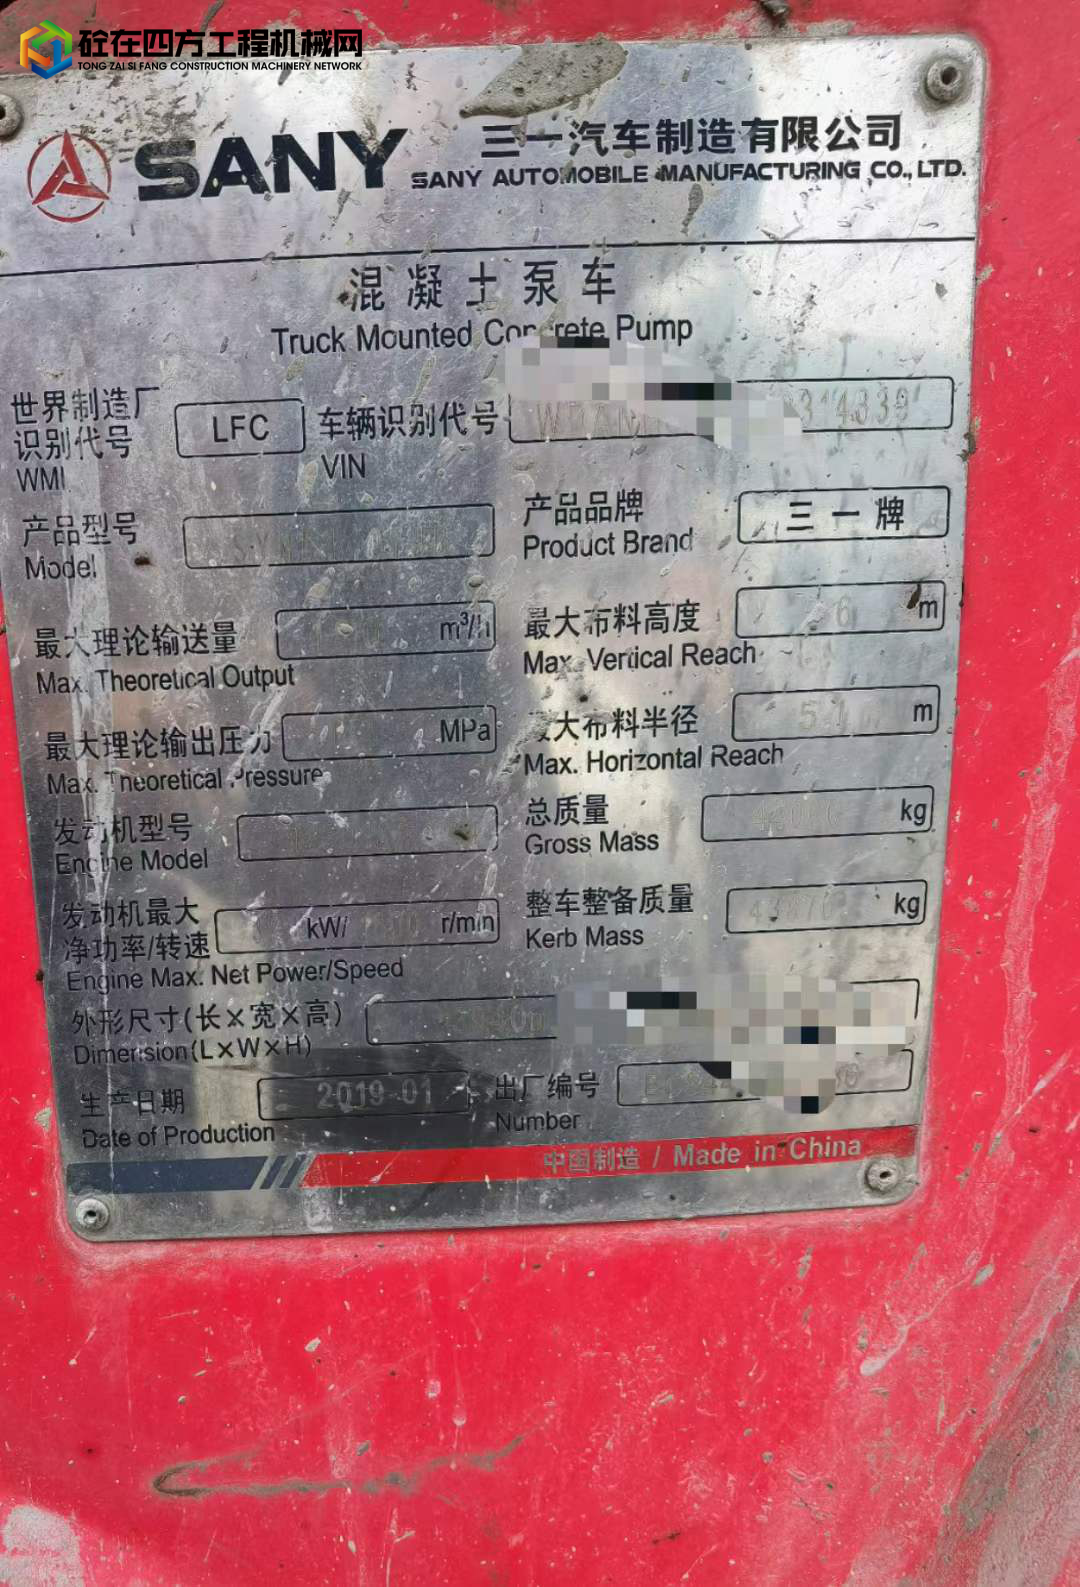 砼在四方工程机械网
TONG ZAI SI FANG CONSTRUCTION MACHINERY NETWORK
SANY 三一汽车制造有限公司
SANY AUTOMOBILE MANUFACTURING CO., LTD.
混凝土泵车
Truck Mounted Concrete Pump
世界制造厂
识别代号
WMI
LFC
车辆识别代号
VIN
产品型号
Model
产品品牌
Product Brand
三一牌
最大理论输送量
Max. Theoretical Output
m³/h
最大布料高度
Max. Vertical Reach
m
最大理论输出压力
Max. Theoretical Pressure
MPa
最大布料半径
Max. Horizontal Reach
m
发动机型号
Engine Model
总质量
Gross Mass
kg
发动机最大
净功率/转速
Engine Max. Net Power/Speed
kW/ r/min
整车整备质量
Kerb Mass
kg
外形尺寸(长×宽×高)
Dimension(L×W×H)
生产日期
Date of Production
2019-01
出厂编号
Number
中国制造 / Made in China